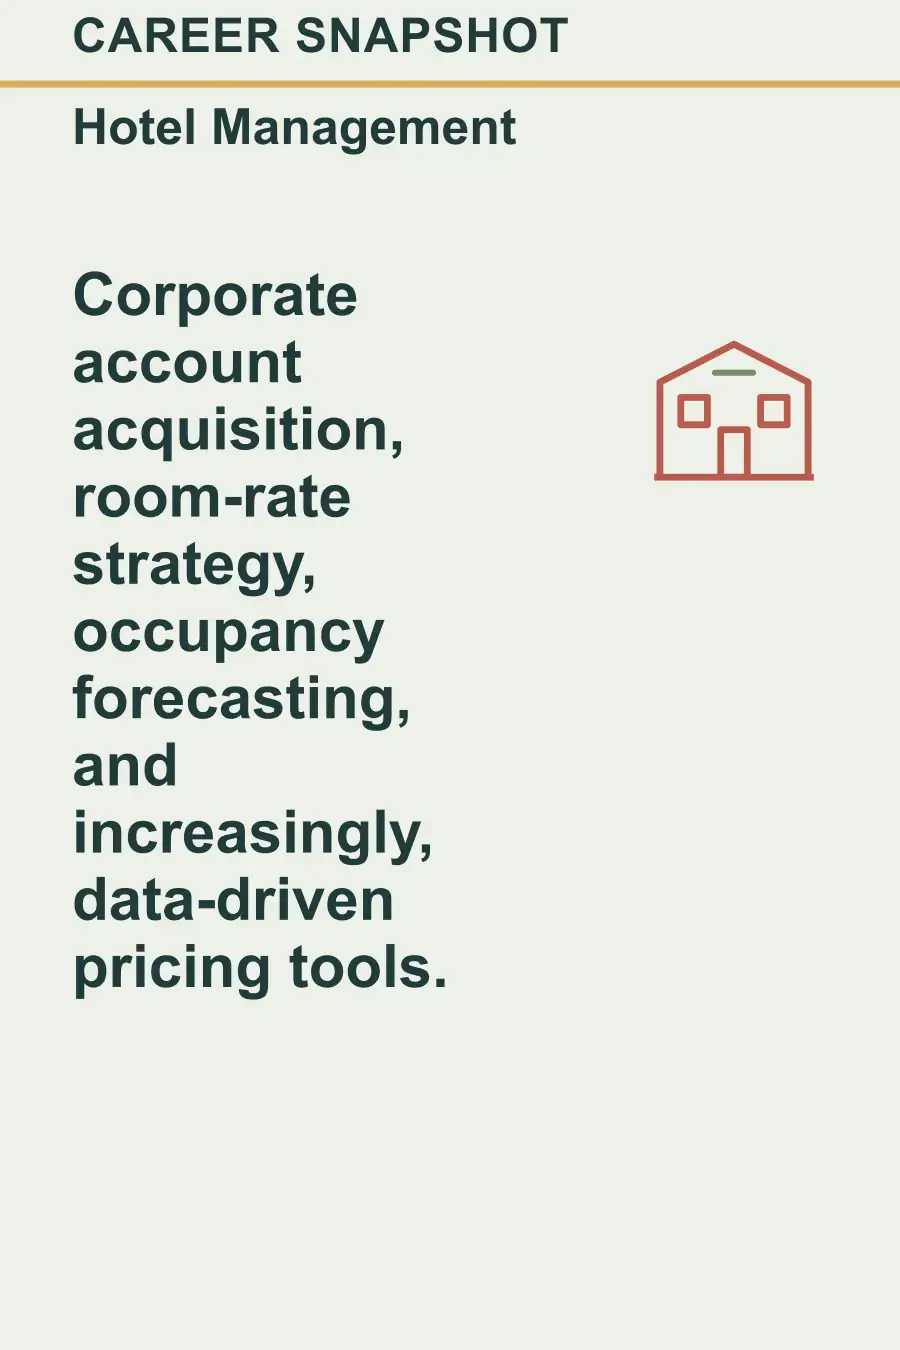 CAREER SNAPSHOT
Hotel Management
Corporate
account
acquisition,
room-rate
strategy,
occupancy
forecasting,
and
increasingly,
data-driven
pricing tools.